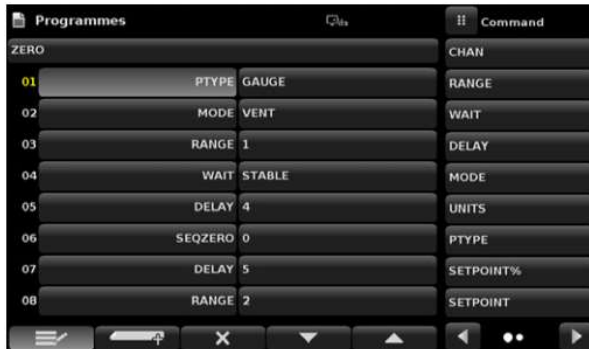 Programmes
Command
ZERO
01 PTYPE GAUGE
02 MODE VENT
03 RANGE 1
04 WAIT STABLE
05 DELAY 4
06 SEQZERO 0
07 DELAY 5
08 RANGE 2
CHAN
RANGE
WAIT
DELAY
MODE
UNITS
PTYPE
SETPOINT%
SETPOINT